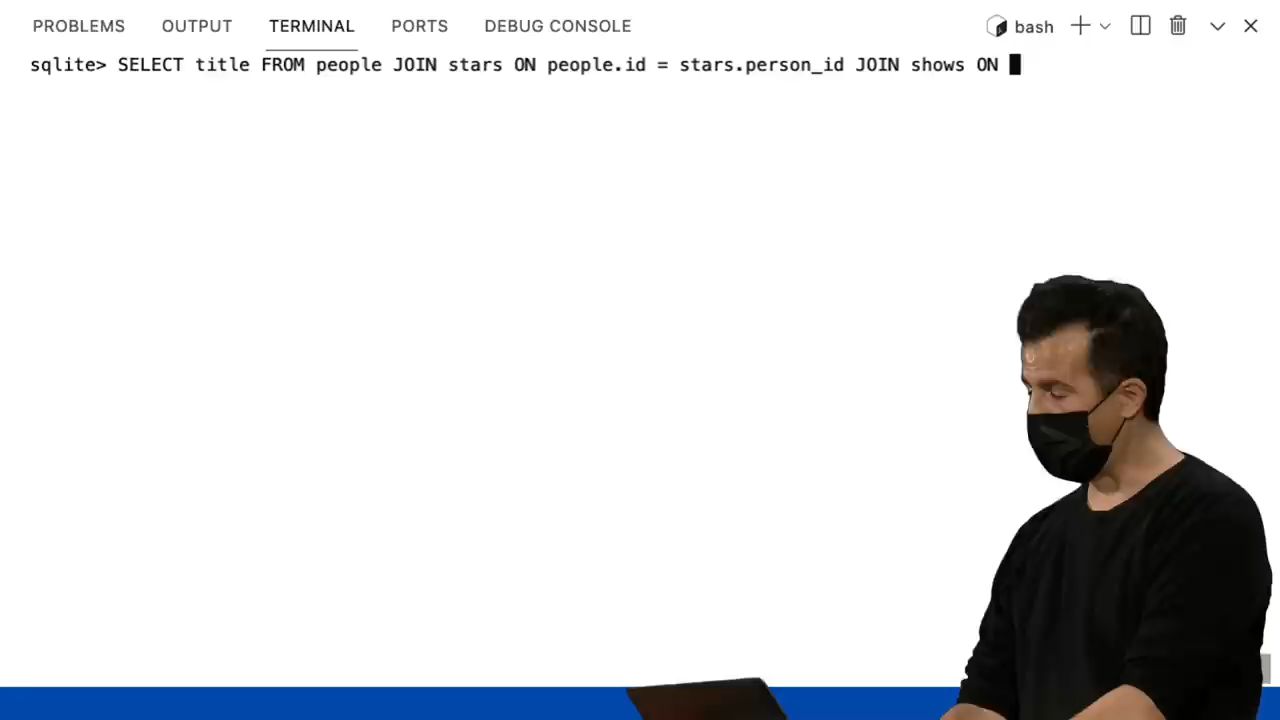 PROBLEMS OUTPUT TERMINAL PORTS DEBUG CONSOLE bash
sqlite> SELECT title FROM people JOIN stars ON people.id = stars.person_id JOIN shows ON